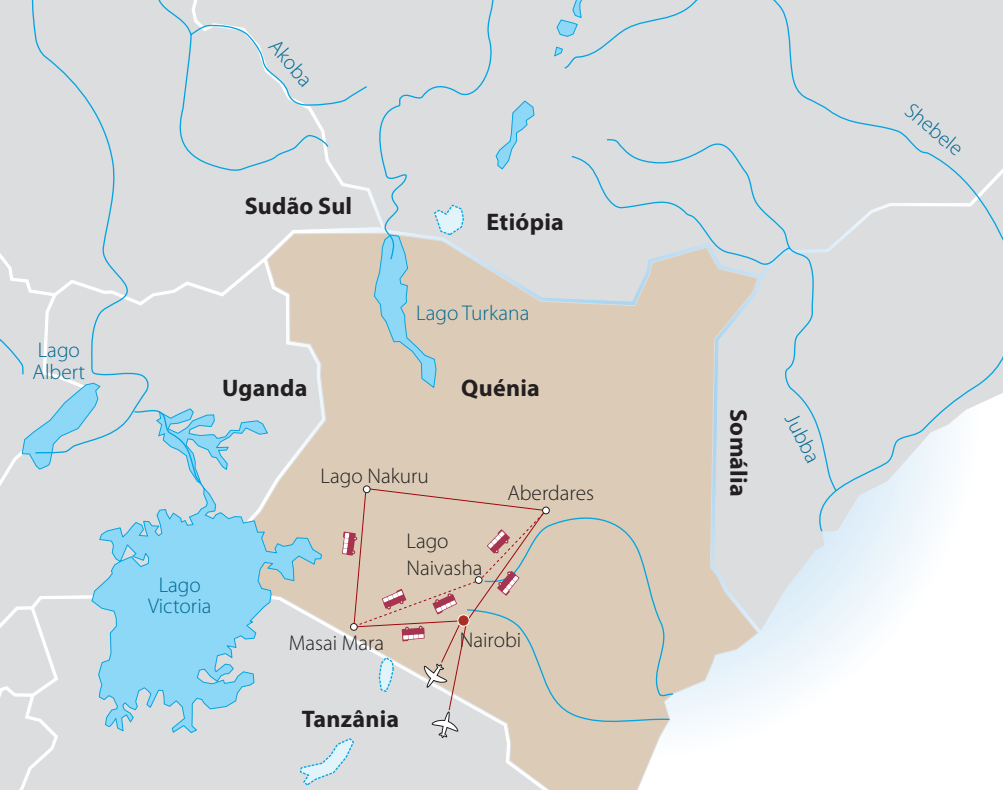 Akoba
Shebele
Sudão Sul
Etiópia
Lago Turkana
Lago
Albert
Uganda
Quénia
Somália
Jubba
Lago Nakuru
Aberdares
Lago
Naivasha
Lago
Victoria
Masai Mara
Nairobi
Tanzânia